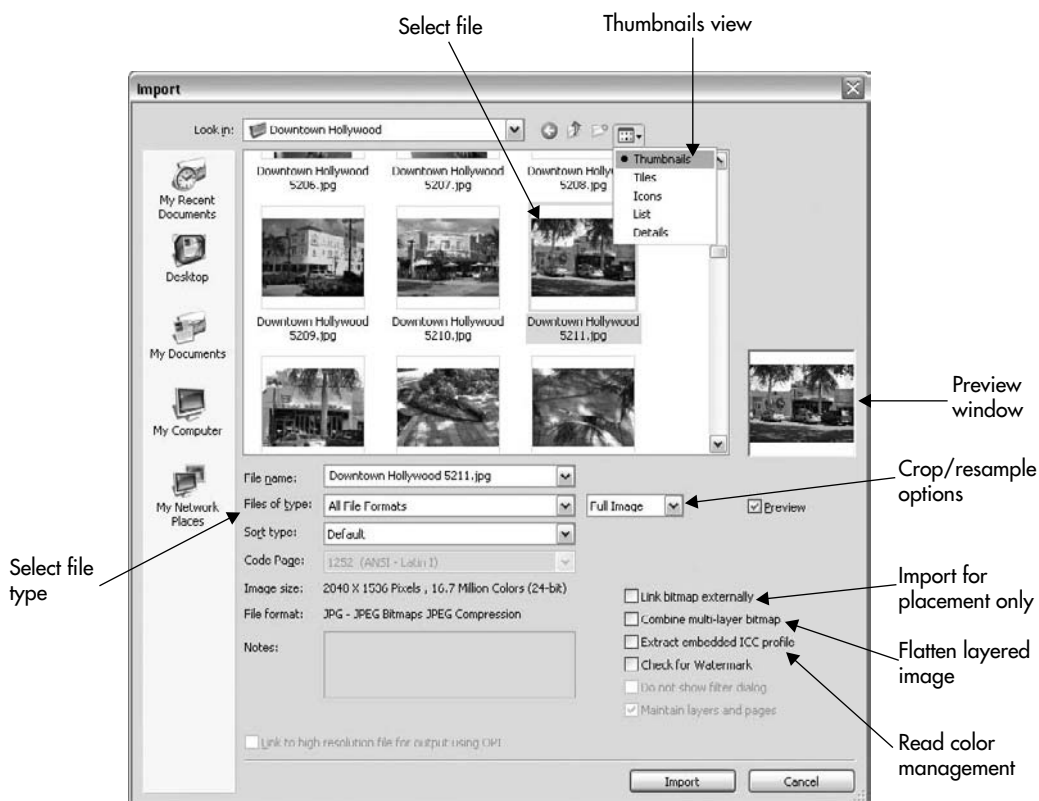 Select file
Thumbnails view
Import
Look in:
Downtown Hollywood
Thumbnails
Tiles
Icons
List
Details
My Recent
Documents
Desktop
My Documents
My Computer
My Network
Places
Downtown Hollywood
5206.jpg
Downtown Hollywood
5207.jpg
Downtown Holly
5208.jpg
Downtown Hollywood
5209.jpg
Downtown Hollywood
5210.jpg
Downtown Hollywood
5211.jpg
Preview
window
File name:
Downtown Hollywood 5211.jpg
Files of type:
All File Formats
Full Image
Preview
Crop/resample
options
Sort type:
Default
Code Page:
1252 (ANSI - Latin I)
Select file
type
Image size:
2048 X 1536 Pixels , 16.7 Million Colors (24-bit)
File format:
JPG - JPEG Bitmaps JPEG Compression
Notes:
Link bitmap externally
Combine multi-layer bitmap
Extract embedded ICC profile
Check for Watermark
Do not show filter dialog
Maintain layers and pages
Import for
placement only
Flatten layered
image
Read color
management
Link to high resolution file for output using OPI
Import
Cancel